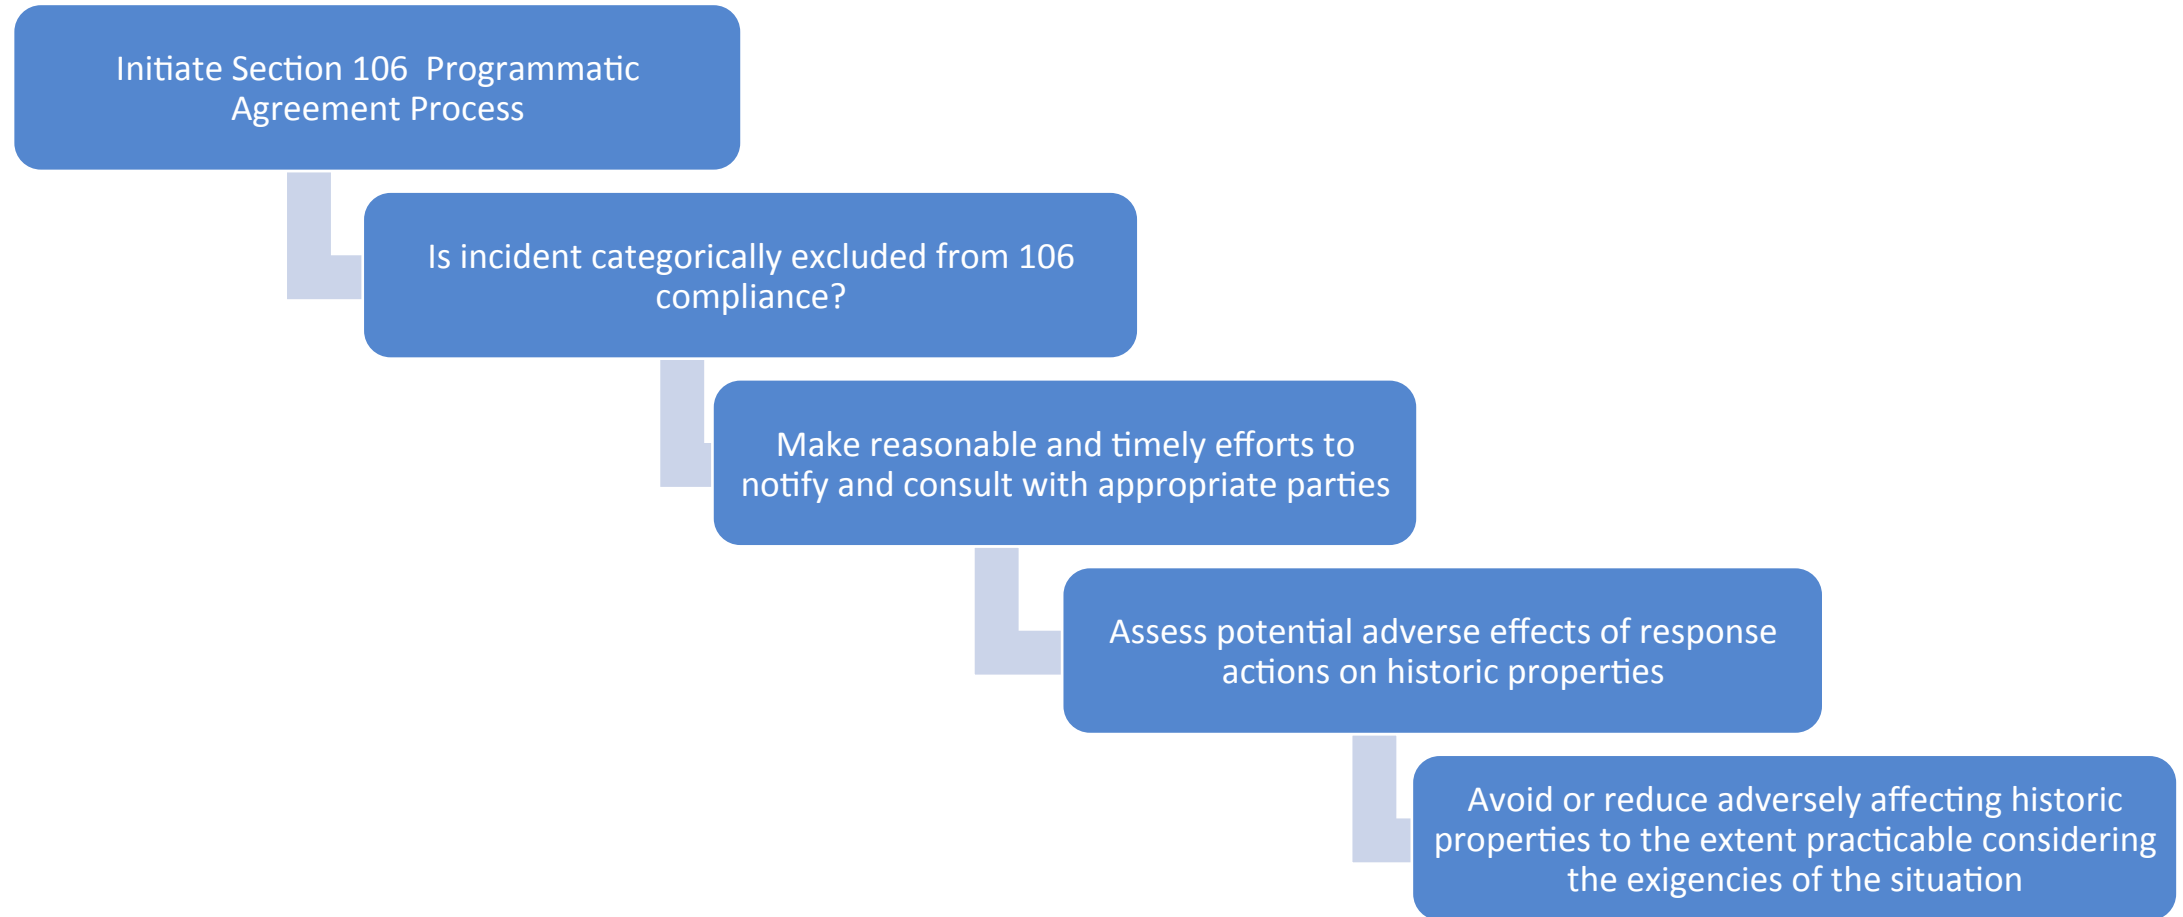 Initiate Section 106  Programmatic
Agreement Process
Is incident categorically excluded from 106
compliance?
Make reasonable and timely efforts to
notify and consult with appropriate parties
Assess potential adverse effects of response
actions on historic properties
Avoid or reduce adversely affecting historic
properties to the extent practicable considering
the exigencies of the situation